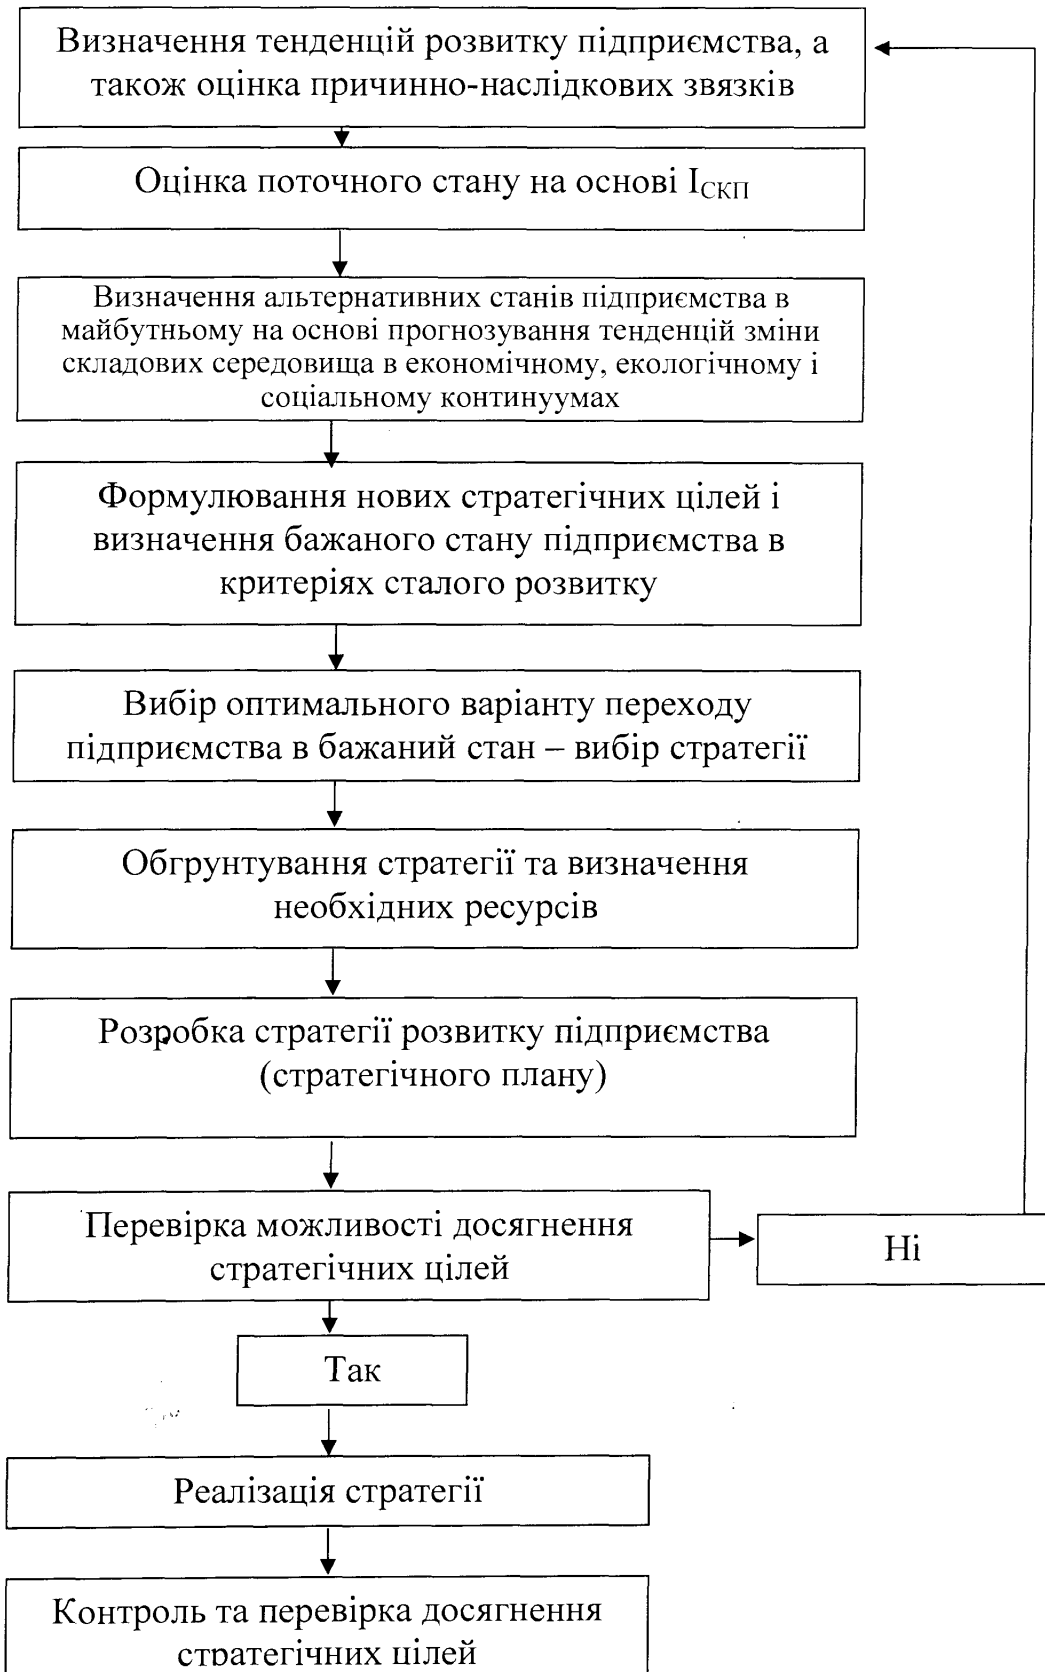 Визначення тенденцій розвитку підприємства, а
також оцінка причинно-наслідкових звязків
Оцінка поточного стану на основі ІСКП
Визначення альтернативних станів підприємства в
майбутньому на основі прогнозування тенденцій зміни
складових середовища в економічному, екологічному і
соціальному континуумах
Формулювання нових стратегічних цілей і
визначення бажаного стану підприємства в
критеріях сталого розвитку
Вибір оптимального варіанту переходу
підприємства в бажаний стан – вибір стратегії
Обгрунтування стратегії та визначення
необхідних ресурсів
Розробка стратегії розвитку підприємства
(стратегічного плану)
Перевірка можливості досягнення
стратегічних цілей
Ні
Так
Реалізація стратегії
Контроль та перевірка досягнення
стратегічних цілей